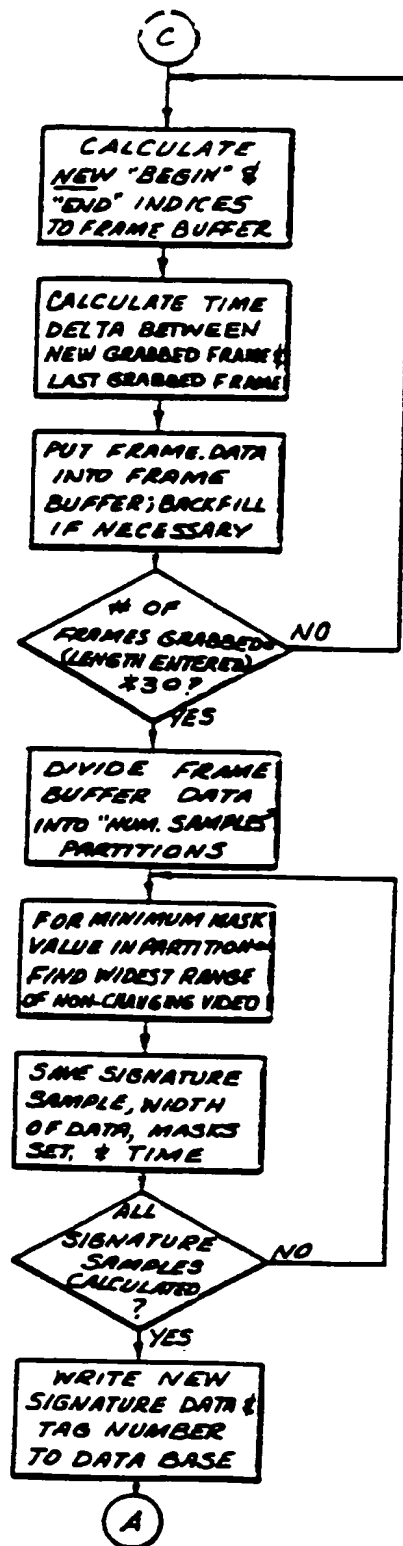 C
CALCULATE
NEW "BEGIN" &
"END" INDICES
TO FRAME BUFFER
CALCULATE TIME
DELTA BETWEEN
NEW GRABBED FRAME &
LAST GRABBED FRAME
PUT FRAME.DATA
INTO FRAME
BUFFER; BACKFILL
IF NECESSARY
# OF
FRAMES GRABBED=
(LENGTH ENTERED)
*30?
NO
YES
DIVIDE FRAME
BUFFER DATA
INTO "NUM. SAMPLES"
PARTITIONS
FOR MINIMUM MASK
VALUE IN PARTITION-
FIND WIDEST RANGE
OF NON-CHANGING VIDEO
SAVE SIGNATURE
SAMPLE, WIDTH
OF DATA, MASKS
SET, & TIME
ALL
SIGNATURE
SAMPLES
CALCULATED
?
NO
YES
WRITE NEW
SIGNATURE DATA &
TAG NUMBER
TO DATA BASE
A